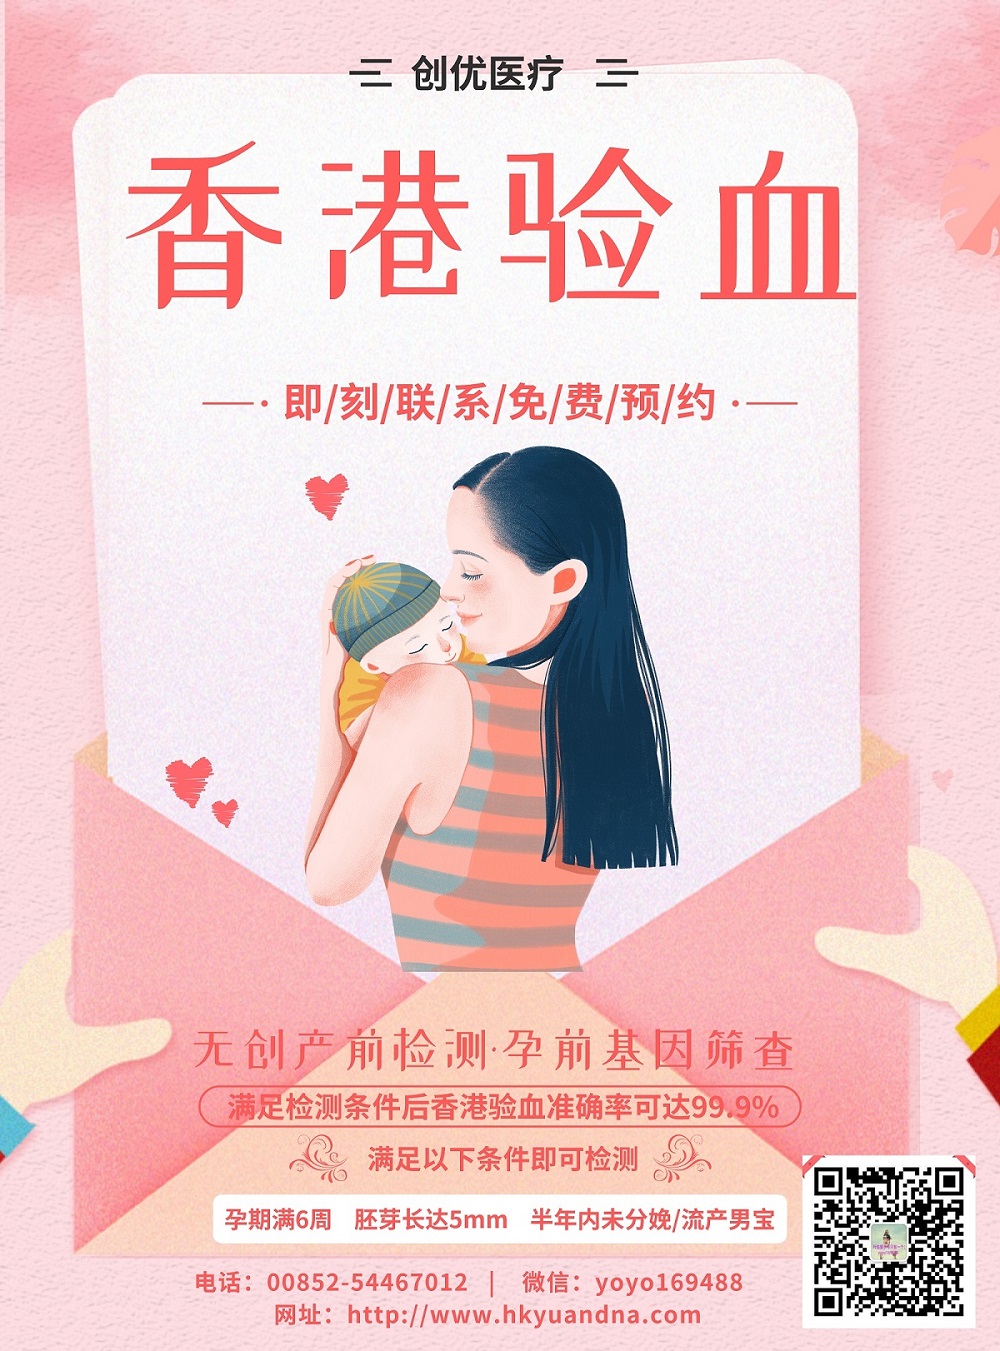 创优医疗
香港验血
即/刻/联/系/免/费/预/约
无创产前检测·孕前基因筛查
满足检测条件后香港验血准确率可达99.9%
满足以下条件即可检测
孕期满6周 胚芽长达5mm 半年内未分娩/流产男宝
电话：00852-54467012 | 微信：yoyo169488
网址：http://www.hkyuandna.com